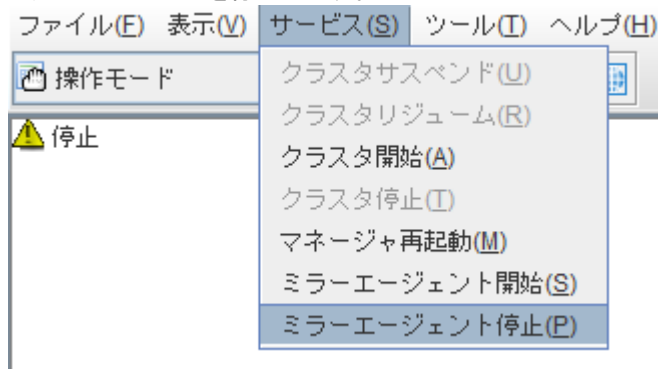 ファイル(F) 表示(V) サービス(S) ツール(T) ヘルプ(H)
操作モード
クラスタサスペンド(U)
クラスタリジューム(R)
停止
クラスタ開始(A)
クラスタ停止(T)
マネージャ再起動(M)
ミラーエージェント開始(S)
ミラーエージェント停止(P)